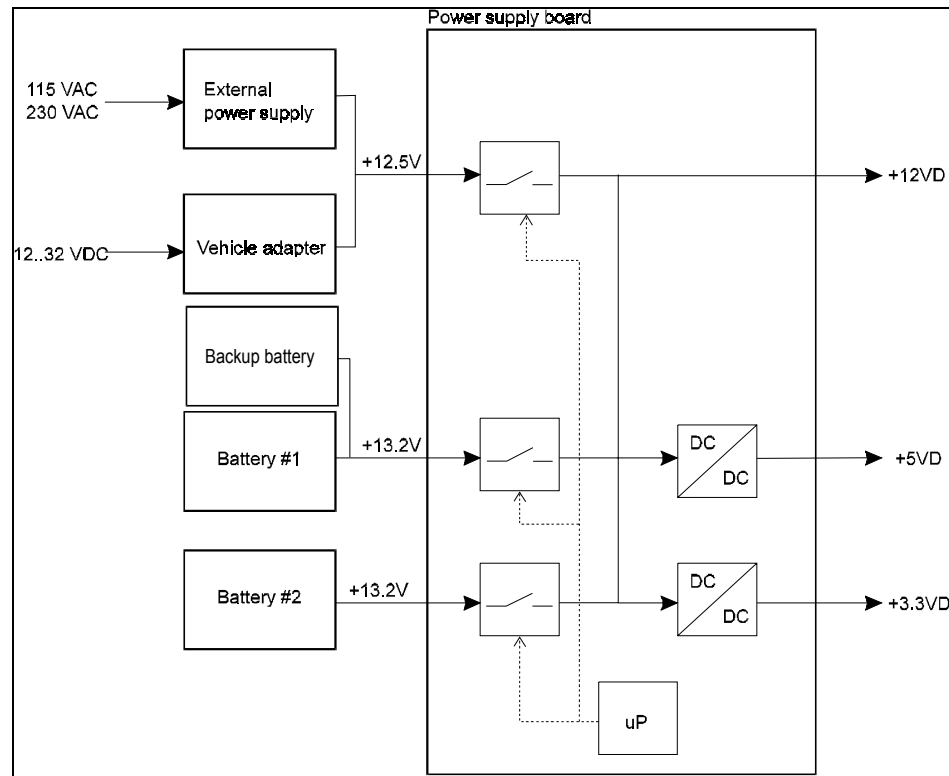 Power supply board
115 VAC
230 VAC
External
power supply
+12.5V
+12VD
12..32 VDC
Vehicle adapter
Backup battery
Battery #1
+13.2V
DC
DC
+5VD
Battery #2
+13.2V
DC
DC
+3.3VD
uP